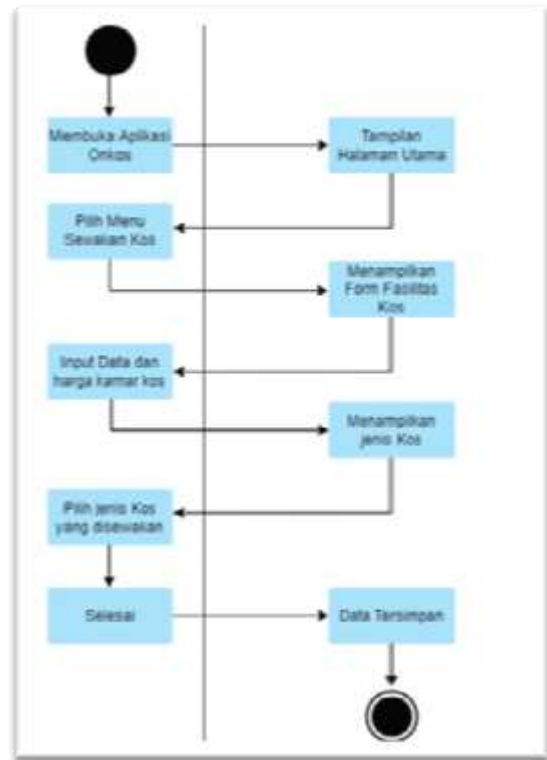 Membuka Aplikasi
Onkos
Tampilan
Halaman Utama
Pilih Menu
Sewakan Kos
Menampilkan
Form Fasilitas
Kos
Input Data dan
harga kamar kos
Menampilkan
jenis Kos
Pilih jenis Kos
yang disewakan
Selesai
Data Tersimpan